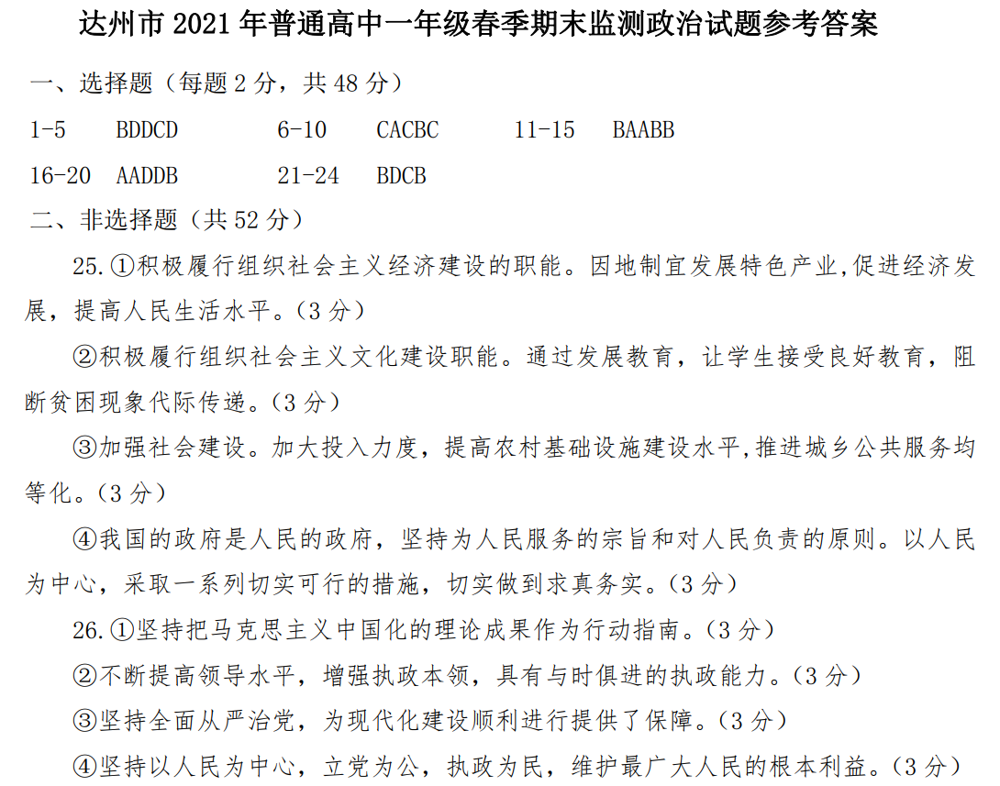 达州市 2021 年普通高中一年级春季期末监测政治试题参考答案
一、选择题（每题 2 分，共 48 分）
1-5 BDDCD 6-10 CACBC 11-15 BAABB
16-20 AADDB 21-24 BDCB
二、非选择题（共 52 分）
25.①积极履行组织社会主义经济建设的职能。因地制宜发展特色产业,促进经济发
展，提高人民生活水平。（3 分）
②积极履行组织社会主义文化建设职能。通过发展教育，让学生接受良好教育，阻
断贫困现象代际传递。（3 分）
③加强社会建设。加大投入力度，提高农村基础设施建设水平,推进城乡公共服务均
等化。（3 分）
④我国的政府是人民的政府，坚持为人民服务的宗旨和对人民负责的原则。以人民
为中心，采取一系列切实可行的措施，切实做到求真务实。（3 分）
26.①坚持把马克思主义中国化的理论成果作为行动指南。（3 分）
②不断提高领导水平，增强执政本领，具有与时俱进的执政能力。（3 分）
③坚持全面从严治党，为现代化建设顺利进行提供了保障。（3 分）
④坚持以人民为中心，立党为公，执政为民，维护最广大人民的根本利益。（3 分）